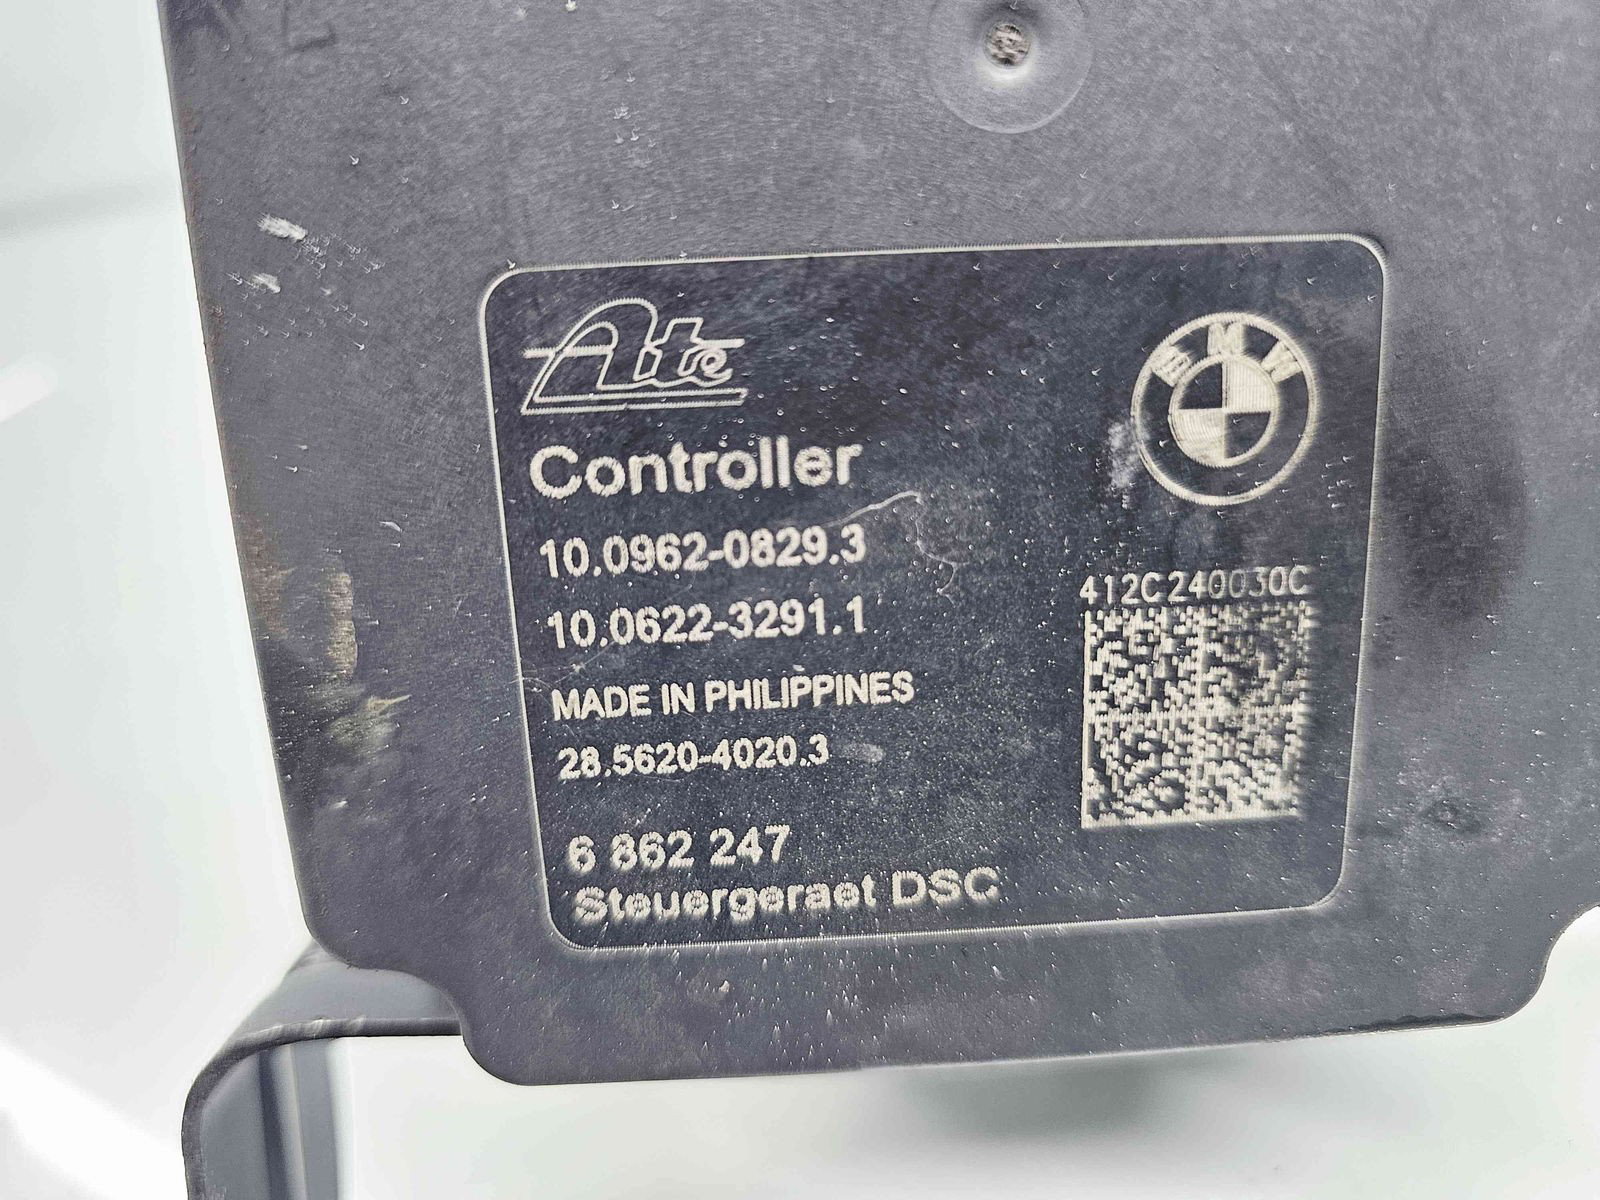 Ate
BMW
Controller
10.0962-0829.3
10.0622-3291.1
412C240030C
MADE IN PHILIPPINES
28.5620-4020.3
6 862 247
Steuergeraet DSC